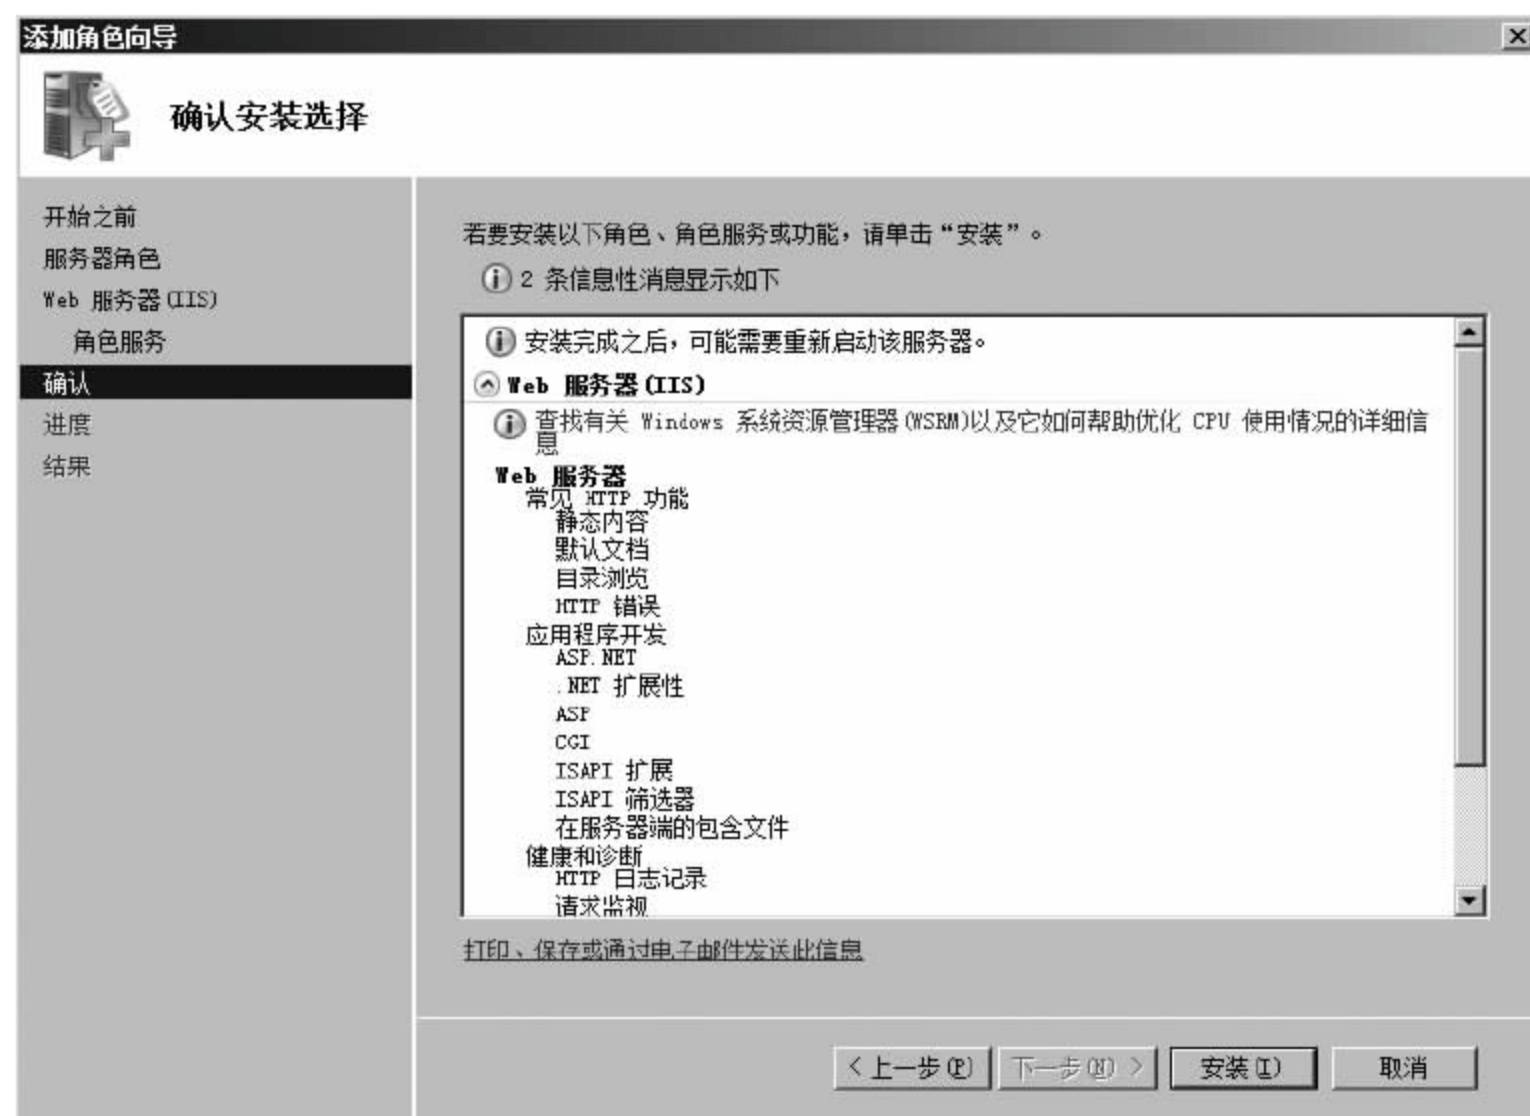 添加角色向导
确认安装选择
开始之前
服务器角色
Web 服务器(IIS)
角色服务
确认
进度
结果
若要安装以下角色、角色服务或功能，请单击“安装”。
2 条信息性消息显示如下
安装完成之后，可能需要重新启动该服务器。
Web 服务器(IIS)
查找有关 Windows 系统资源管理器(WSRM)以及它如何帮助优化 CPU 使用情况的详细信
息
Web 服务器
常见 HTTP 功能
静态内容
默认文档
目录浏览
HTTP 错误
应用程序开发
ASP.NET
.NET 扩展性
ASP
CGI
ISAPI 扩展
ISAPI 筛选器
在服务器端的包含文件
健康和诊断
HTTP 日志记录
请求监视
打印、保存或通过电子邮件发送此信息
< 上一步(P)
下一步(N) >
安装(I)
取消